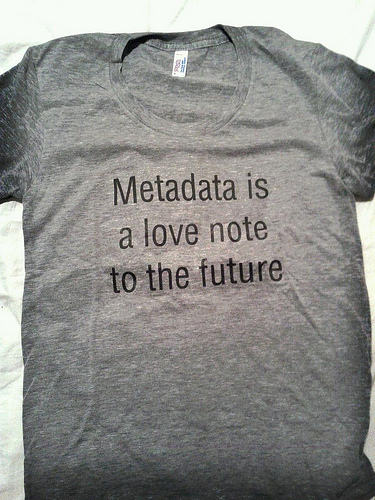 Metadata is
a love note
to the future